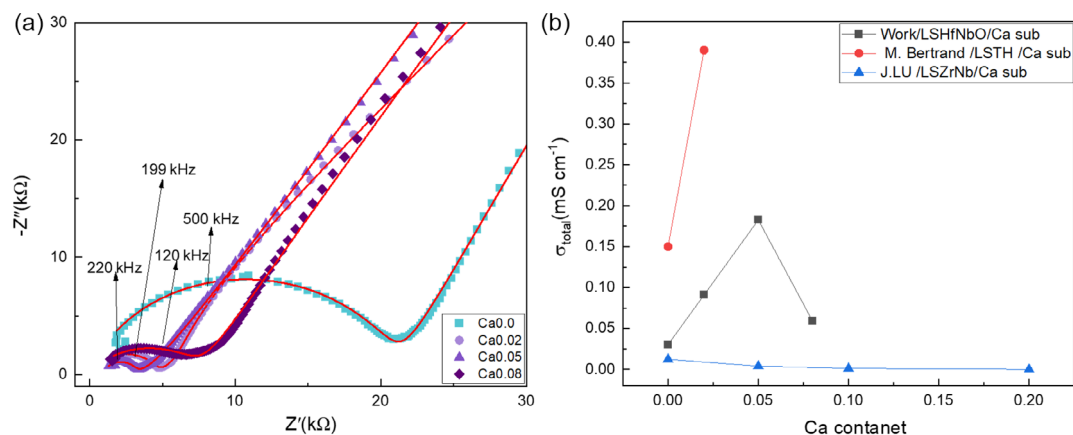 (a)
30
20
10
0
-Z″(kΩ)
199 kHz
500 kHz
220 kHz
120 kHz
Ca0.0
Ca0.02
Ca0.05
Ca0.08
0
10
20
30
Z′(kΩ)
(b)
0.40
0.35
0.30
0.25
0.20
0.15
0.10
0.05
0.00
σtotal(mS cm⁻¹)
Work/LSHfNbO/Ca sub
M. Bertrand /LSTH /Ca sub
J.LU /LSZrNb/Ca sub
0.00
0.05
0.10
0.15
0.20
Ca contanet